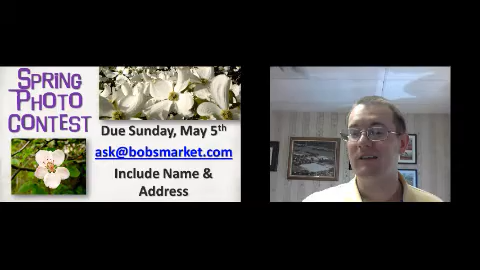 SPRING
PHOTO
CONTEST
Due Sunday, May 5th
ask@bobsmarket.com
Include Name &
Address